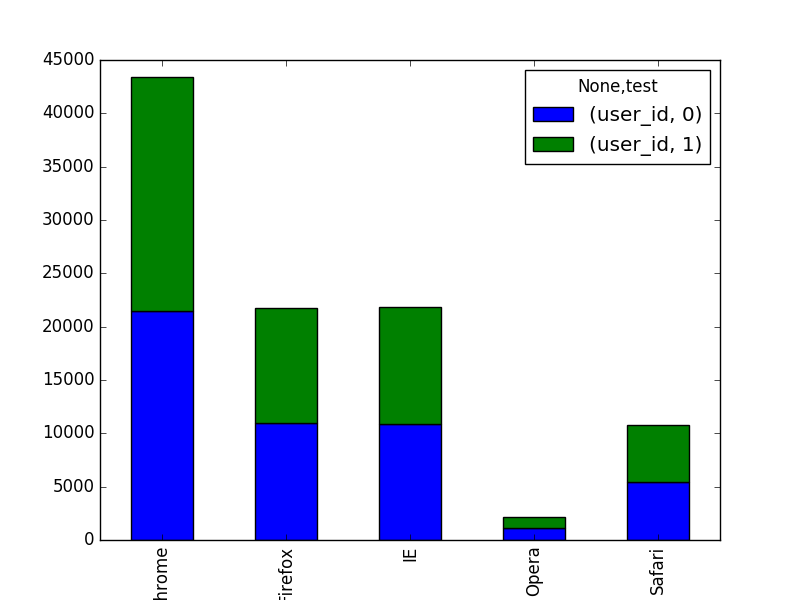 45000
40000
35000
30000
25000
20000
15000
10000
5000
0
None,test
(user_id, 0)
(user_id, 1)
hrome
Firefox
IE
Opera
Safari